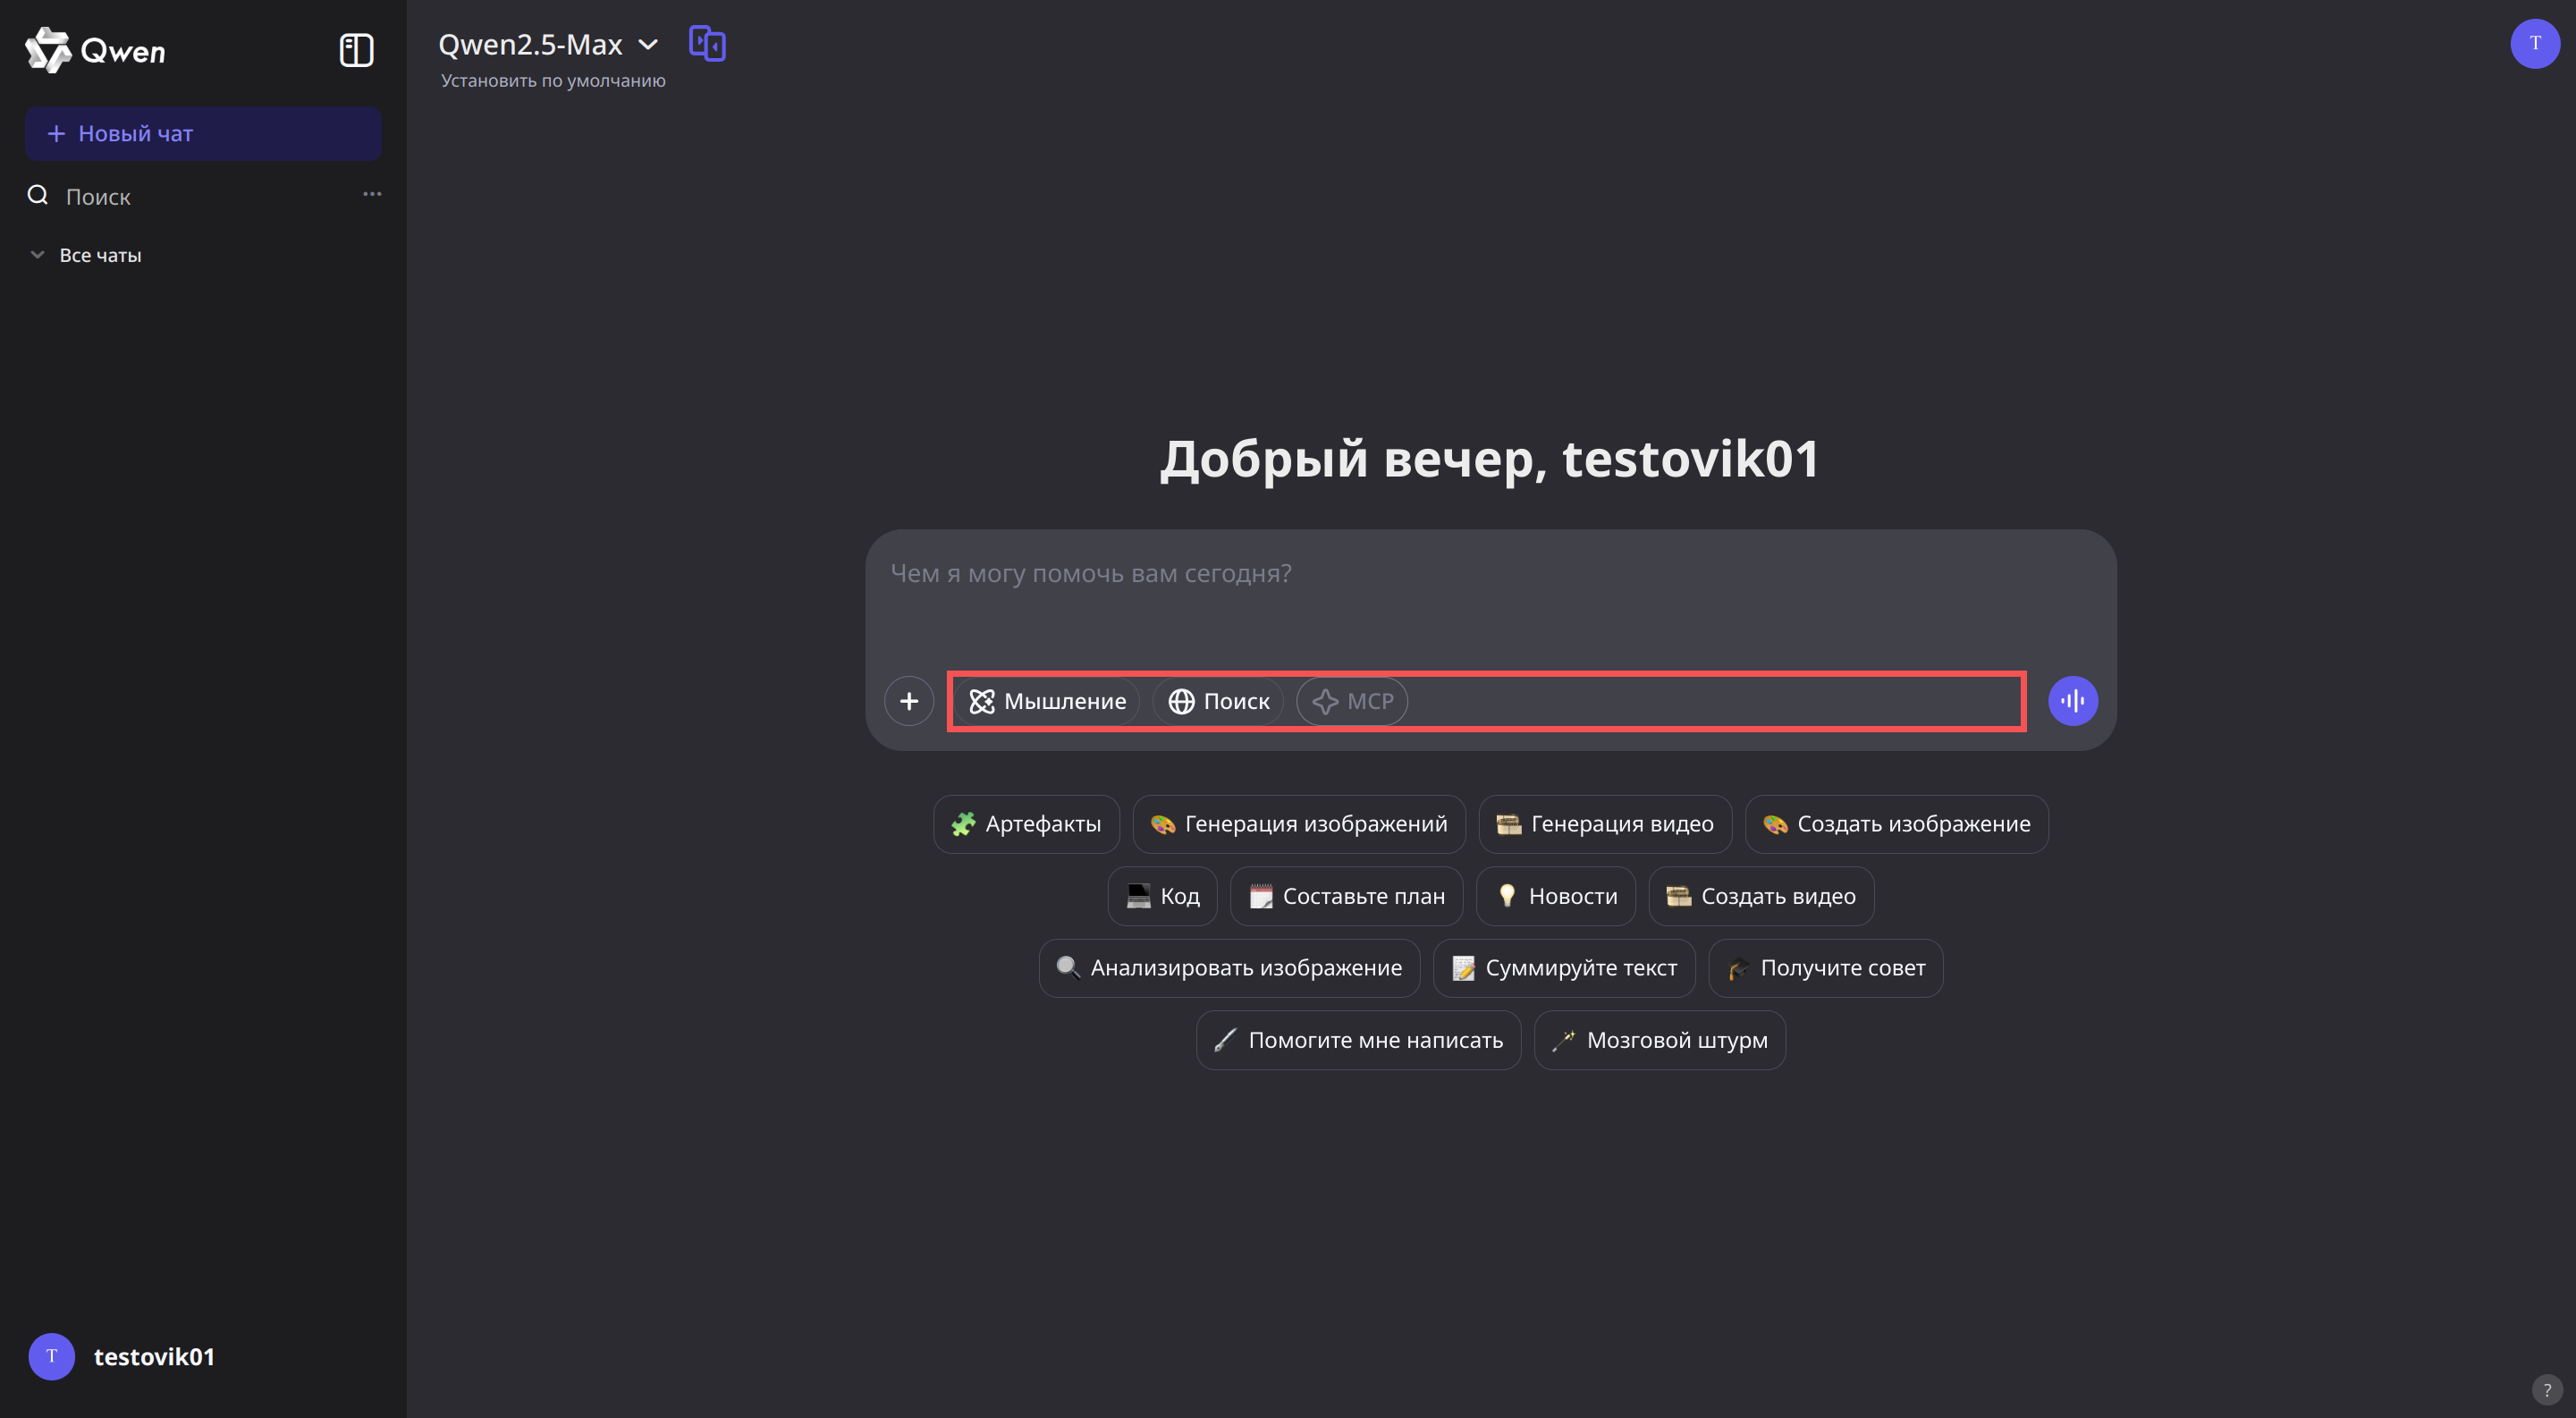 Qwen
Новый чат
Поиск
Все чаты
testovik01
T
Qwen2.5-Max
Установить по умолчанию
T
Добрый вечер, testovik01
Чем я могу помочь вам сегодня?
Мышление Поиск MCP
Артефакты Генерация изображений Генерация видео Создать изображение
Код Составьте план Новости Создать видео
Анализировать изображение Суммируйте текст Получите совет
Помогите мне написать Мозговой штурм
?